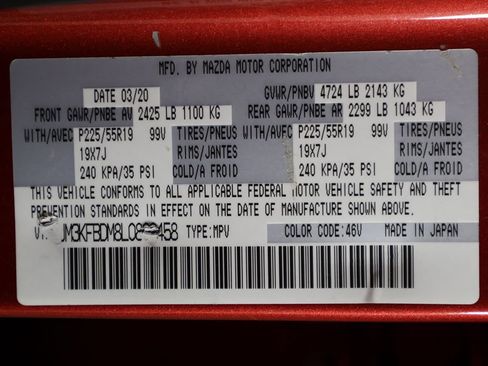 MFD. BY MAZDA MOTOR CORPORATION
DATE 03/20 GVWR/PNBV 4724 LB 2143 KG
FRONT GAWR/PNBE AV 2425 LB 1100 KG REAR GAWR/PNBE AR 2299 LB 1043 KG
WITH/AVEC P225/55R19 99V TIRES/PNEUS WITH/AVEC P225/55R19 99V TIRES/PNEUS
19X7J RIMS/JANTES 19X7J RIMS/JANTES
240 KPA/35 PSI COLD/A FROID 240 KPA/35 PSI COLD/A FROID
THIS VEHICLE CONFORMS TO ALL APPLICABLE FEDERAL MOTOR VEHICLE SAFETY AND THEFT
PREVENTION STANDARDS IN EFFECT ON THE DATE OF MANUFACTURE SHOWN ABOVE.
TYPE:MPV COLOR CODE:46V MADE IN JAPAN